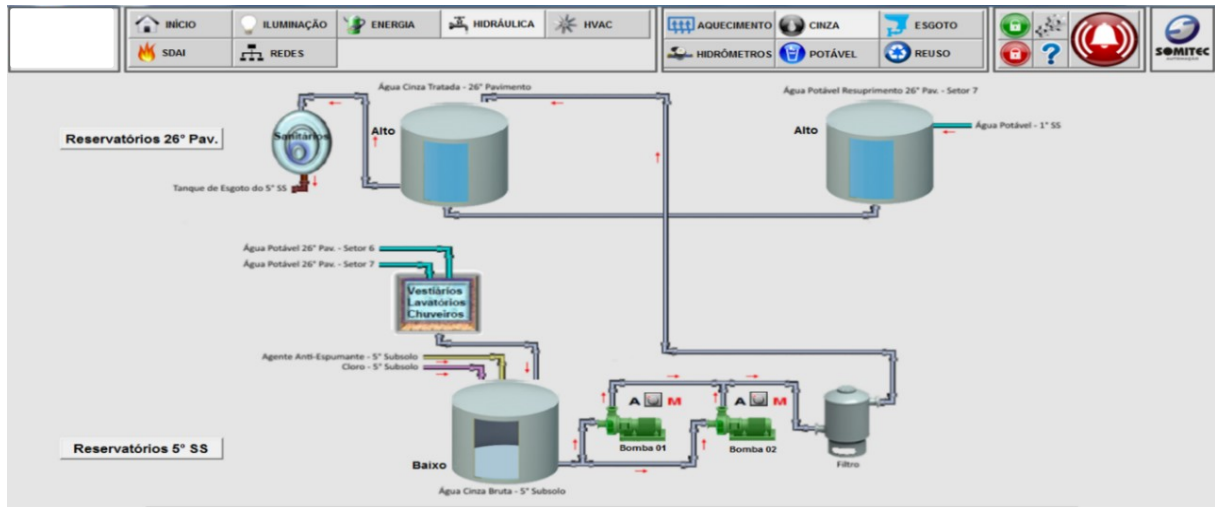 INÍCIO
ILUMINAÇÃO
ENERGIA
HIDRÁULICA
HVAC
SDAI
REDES
AQUECIMENTO
CINZA
ESGOTO
HIDRÔMETROS
POTÁVEL
REUSO
?
SOMITEC
AUTOMAÇÃO
Água Cinza Tratada - 26° Pavimento
Água Potável Resuprimento 26° Pav. - Setor 7
Reservatórios 26° Pav.
Sanitários
Alto
Alto
Água Potável - 1° SS
Tanque de Esgoto do 5° SS
Água Potável 26° Pav. - Setor 6
Água Potável 26° Pav. - Setor 7
Vestiários
Lavatórios
Chuveiros
Agente Anti-Espumante - 5° Subsolo
Cloro - 5° Subsolo
A M
A M
Reservatórios 5° SS
Bomba 01
Bomba 02
Baixo
Filtro
Água Cinza Bruta - 5° Subsolo